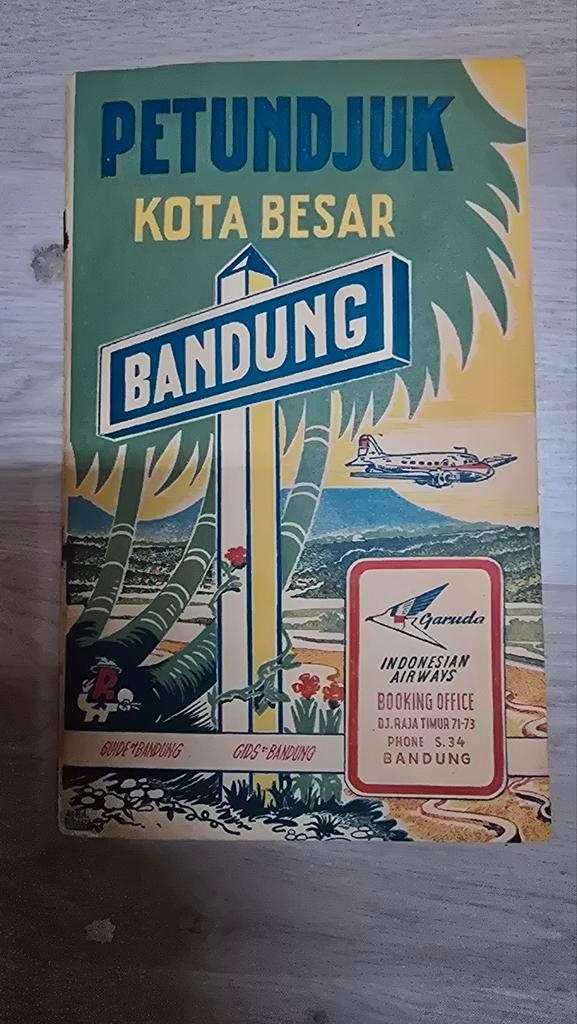 PETUNDJUK
KOTA BESAR
BANDUNG
Garuda
INDONESIAN
AIRWAYS
BOOKING OFFICE
DJ. RAJA TIMUR 71-73
PHONE S.34
BANDUNG
GUIDE OF BANDUNG GIDS BANDUNG